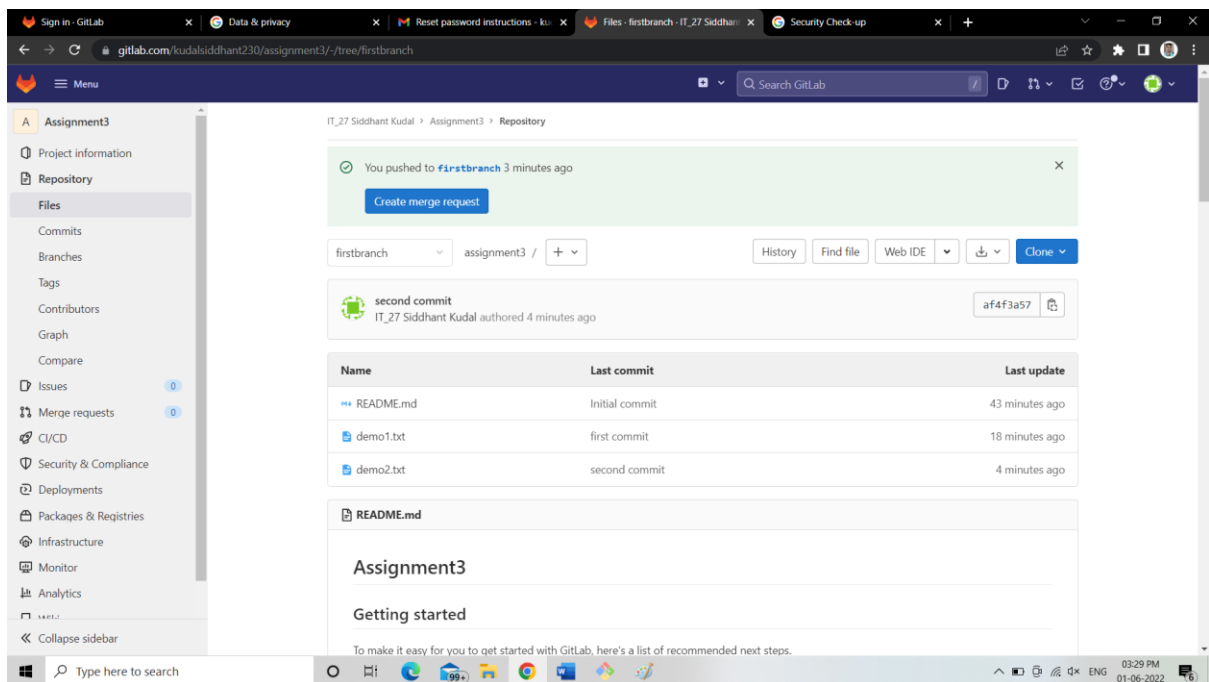 Sign in · GitLab
Data & privacy
Reset password instructions - ku
Files · firstbranch · IT_27 Siddhan
Security Check-up
gitlab.com/kudalsiddhant230/assignment3/-/tree/firstbranch
Menu
Search GitLab
/
A Assignment3
Project information
Repository
Files
Commits
Branches
Tags
Contributors
Graph
Compare
Issues 0
Merge requests 0
CI/CD
Security & Compliance
Deployments
Packages & Registries
Infrastructure
Monitor
Analytics
Wiki
Collapse sidebar
IT_27 Siddhant Kudal > Assignment3 > Repository
You pushed to firstbranch 3 minutes ago
Create merge request
firstbranch assignment3 / + History Find file Web IDE Clone
second commit
IT_27 Siddhant Kudal authored 4 minutes ago
af4f3a57
Name Last commit Last update
README.md Initial commit 43 minutes ago
demo1.txt first commit 18 minutes ago
demo2.txt second commit 4 minutes ago
README.md
Assignment3
Getting started
To make it easy for you to get started with GitLab, here's a list of recommended next steps.
Type here to search
99+
ENG
03:29 PM
01-06-2022
6